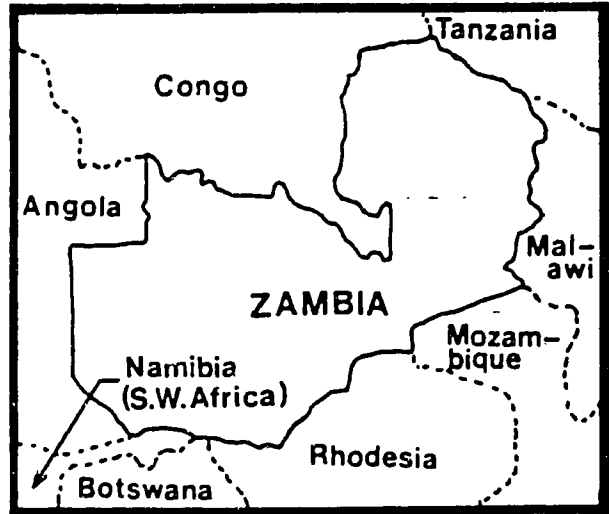 Tanzania
Congo
Angola
Mal-
awi
ZAMBIA
Mozam-
bique
Namibia
(S.W. Africa)
Rhodesia
Botswana